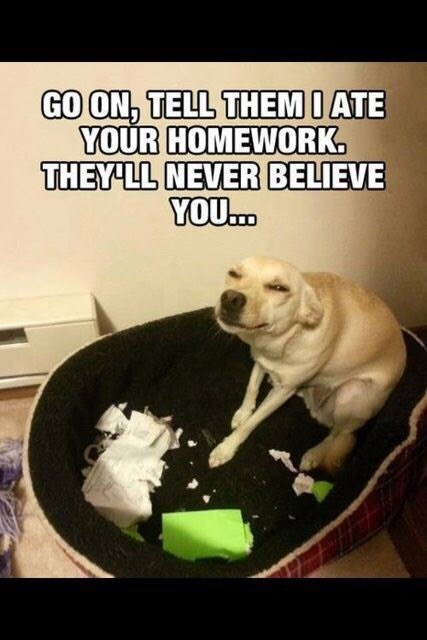 GO ON, TELL THEM I ATE
YOUR HOMEWORK.
THEY'LL NEVER BELIEVE
YOU...